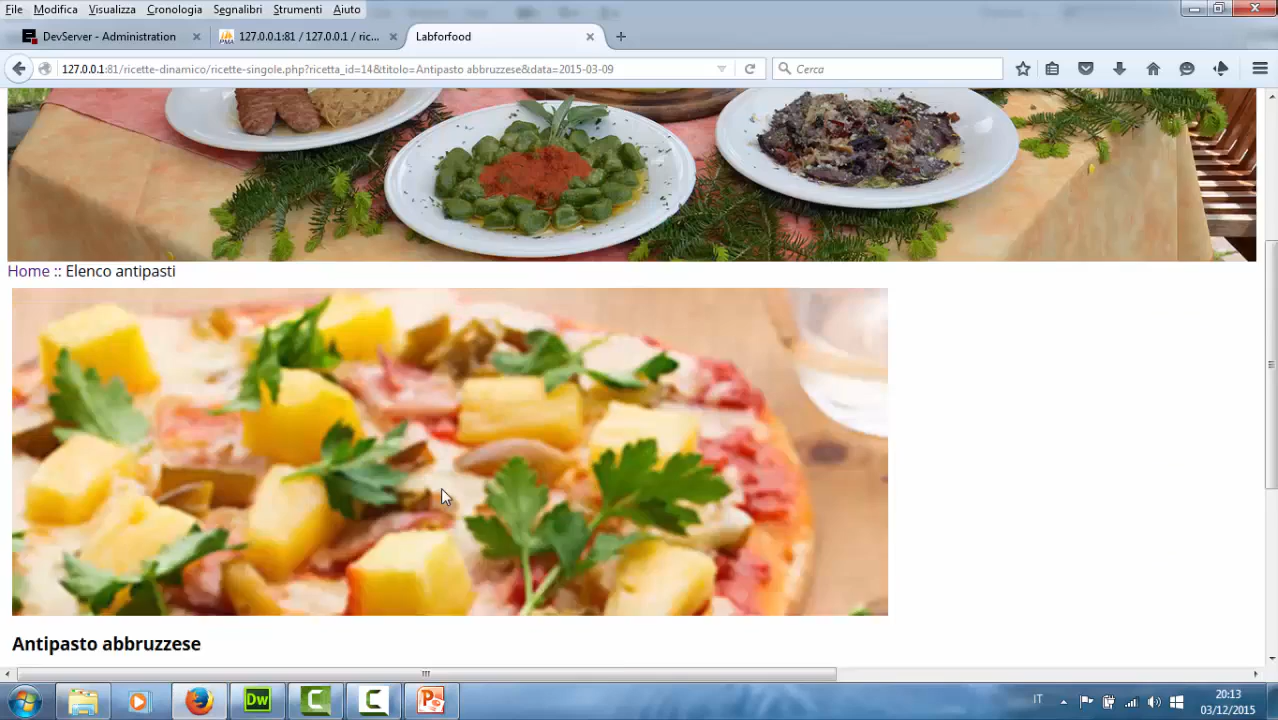 File Modifica Visualizza Cronologia Segnalibri Strumenti Aiuto
DevServer - Administration
127.0.0.1:81 / 127.0.0.1 / ric...
Labforfood
127.0.0.1:81/ricette-dinamico/ricette-singole.php?ricetta_id=14&titolo=Antipasto abbruzzese&data=2015-03-09
Cerca
Home :: Elenco antipasti
Antipasto abbruzzese
Dw
IT
20:13
03/12/2015